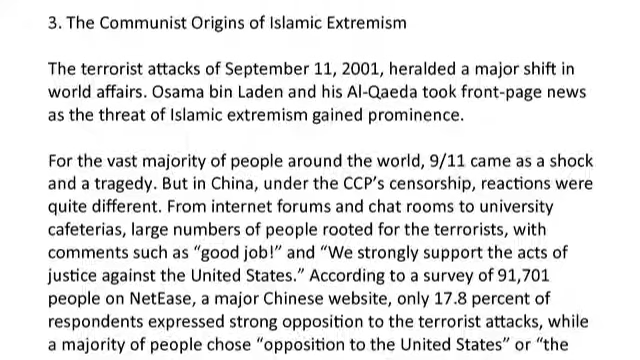 3. The Communist Origins of Islamic Extremism
The terrorist attacks of September 11, 2001, heralded a major shift in
world affairs. Osama bin Laden and his Al-Qaeda took front-page news
as the threat of Islamic extremism gained prominence.
For the vast majority of people around the world, 9/11 came as a shock
and a tragedy. But in China, under the CCP’s censorship, reactions were
quite different. From internet forums and chat rooms to university
cafeterias, large numbers of people rooted for the terrorists, with
comments such as “good job!” and “We strongly support the acts of
justice against the United States.” According to a survey of 91,701
people on NetEase, a major Chinese website, only 17.8 percent of
respondents expressed strong opposition to the terrorist attacks, while
a majority of people chose “opposition to the United States” or “the